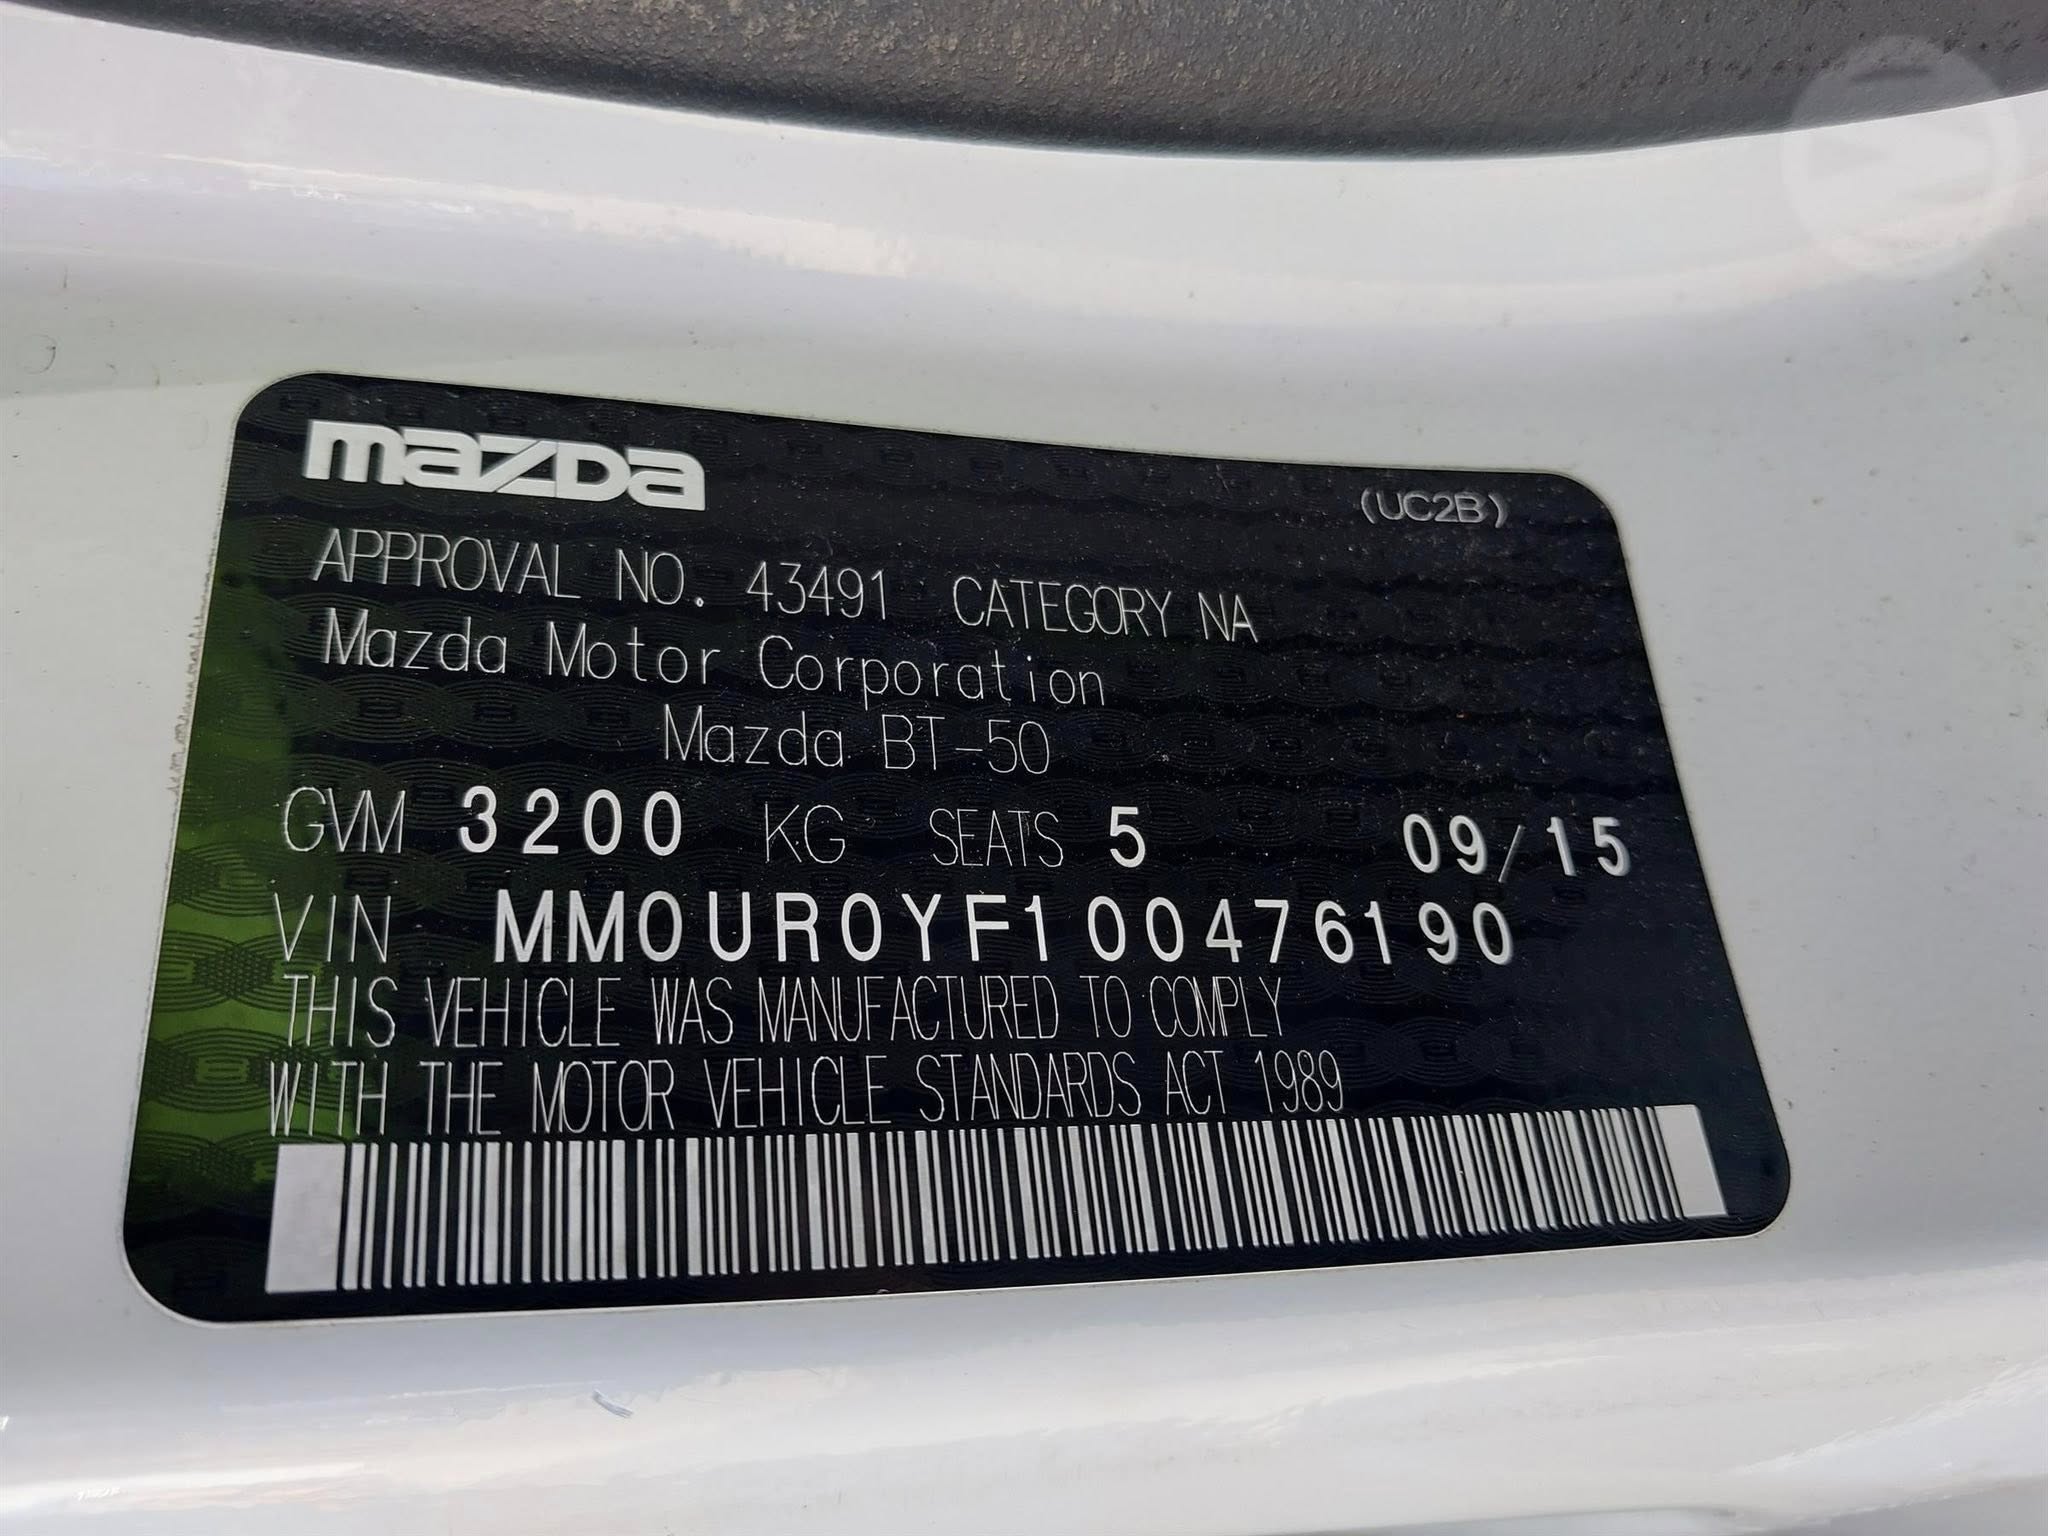 mazda
(UC2B)
APPROVAL NO. 43491 CATEGORY NA
Mazda Motor Corporation
Mazda BT-50
GVM 3200 KG SEATS 5 09/15
VIN MM0UR0YF100476190
THIS VEHICLE WAS MANUFACTURED TO COMPLY
WITH THE MOTOR VEHICLE STANDARDS ACT 1989